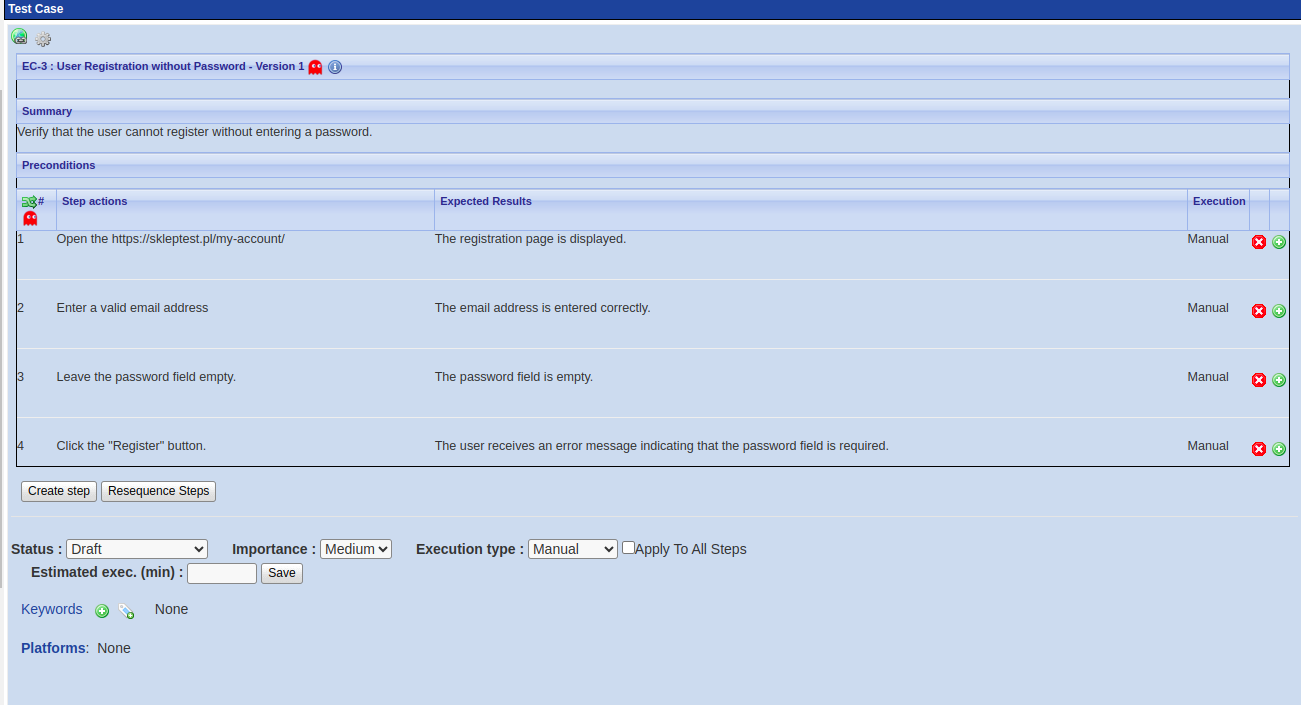 Test Case
EC-3 : User Registration without Password - Version 1
Summary
Verify that the user cannot register without entering a password.
Preconditions
# Step actions Expected Results Execution
1 Open the https://skleptest.pl/my-account/ The registration page is displayed. Manual
2 Enter a valid email address The email address is entered correctly. Manual
3 Leave the password field empty. The password field is empty. Manual
4 Click the "Register" button. The user receives an error message indicating that the password field is required. Manual
Create step Resequence Steps
Status : Draft Importance : Medium Execution type : Manual Apply To All Steps
Estimated exec. (min) : Save
Keywords None
Platforms: None